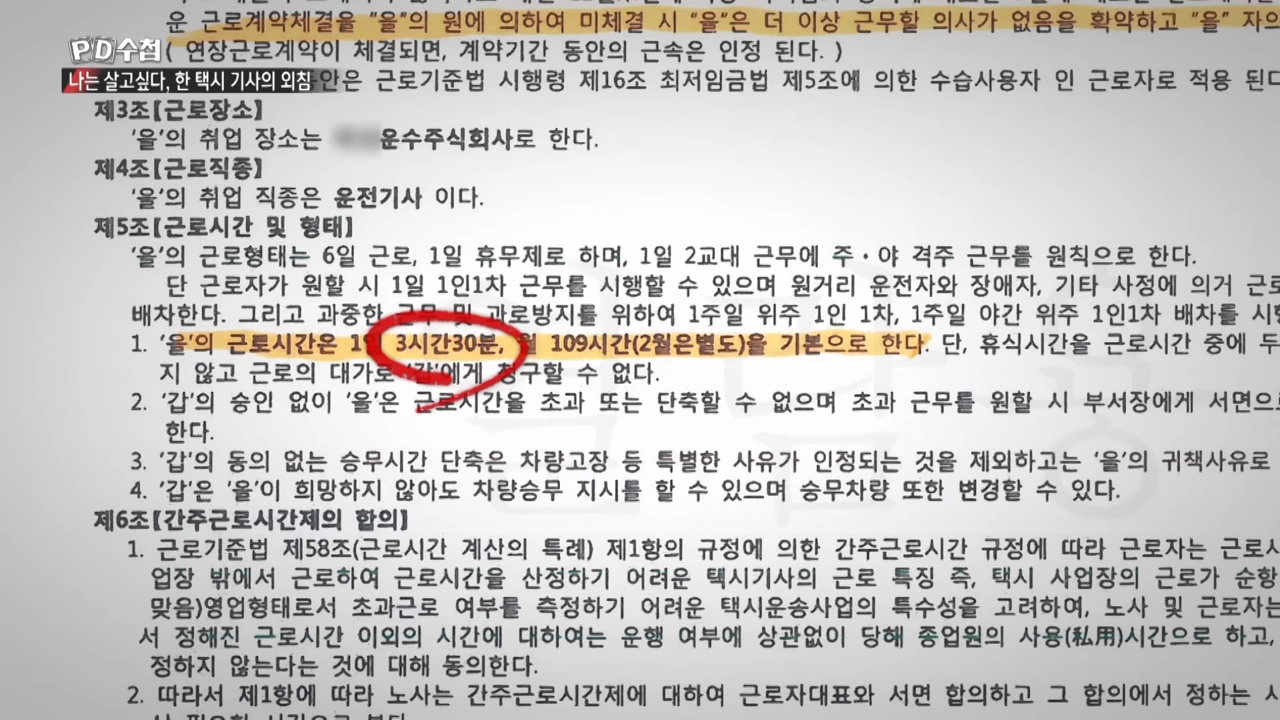 운 근로계약체결을 "을"의 원에 의하여 미체결 시 "을"은 더 이상 근무할 의사가 없음을 확약하고 "을" 자의
PD수첩
( 연장근로계약이 체결되면, 계약기간 동안의 근속은 인정 된다. )
나는 살고싶다, 한 택시 기사의 외침
안은 근로기준법 시행령 제16조 최저임금법 제5조에 의한 수습사용자 인 근로자로 적용 된다
제3조【근로장소】
'을'의 취업 장소는 운수주식회사로 한다.
제4조【근로직종】
'을'의 취업 직종은 운전기사 이다.
제5조【근로시간 및 형태】
'을'의 근로형태는 6일 근로, 1일 휴무제로 하며, 1일 2교대 근무에 주·야 격주 근무를 원칙으로 한다.
단 근로자가 원할 시 1일 1인1차 근무를 시행할 수 있으며 원거리 운전자와 장애자, 기타 사정에 의거 근로
배차한다. 그리고 과중한 근무 및 과로방지를 위하여 1주일 위주 1인 1차, 1주일 야간 위주 1인1차 배차를 시행
1. '을'의 근로시간은 1일 3시간30분, 월 109시간(2월은별도)을 기본으로 한다. 단, 휴식시간을 근로시간 중에 두
지 않고 근로의 대가로 '갑'에게 청구할 수 없다.
2. '갑'의 승인 없이 '을'은 근로시간을 초과 또는 단축할 수 없으며 초과 근무를 원할 시 부서장에게 서면으로
한다.
3. '갑'의 동의 없는 승무시간 단축은 차량고장 등 특별한 사유가 인정되는 것을 제외하고는 '을'의 귀책사유로
4. '갑'은 '을'이 희망하지 않아도 차량승무 지시를 할 수 있으며 승무차량 또한 변경할 수 있다.
제6조【간주근로시간제의 합의】
1. 근로기준법 제58조(근로시간 계산의 특례) 제1항의 규정에 의한 간주근로시간 규정에 따라 근로자는 근로시
업장 밖에서 근로하여 근로시간을 산정하기 어려운 택시기사의 근로 특징 즉, 택시 사업장의 근로가 순항
맞음)영업형태로서 초과근로 여부를 측정하기 어려운 택시운송사업의 특수성을 고려하여, 노사 및 근로자는
서 정해진 근로시간 이외의 시간에 대하여는 운행 여부에 상관없이 당해 종업원의 사용(私用)시간으로 하고,
정하지 않는다는 것에 대해 동의한다.
2. 따라서 제1항에 따라 노사는 간주근로시간제에 대하여 근로자대표와 서면 합의하고 그 합의에서 정하는 시